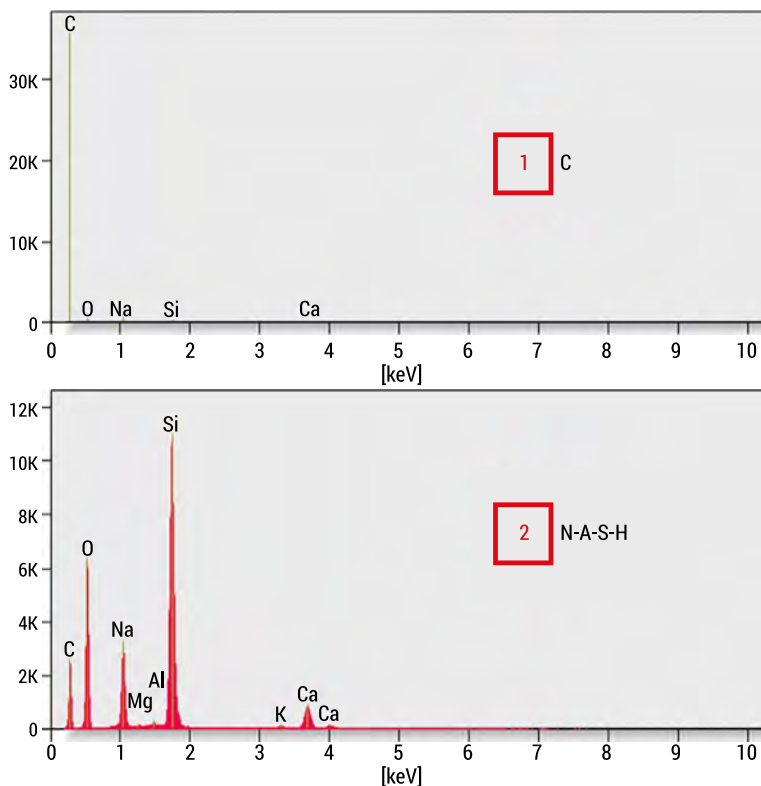 C
30K
20K
1 C
10K
O Na Si Ca
0
0 1 2 3 4 5 6 7 8 9 10
[keV]
12K
Si
10K
8K
2 N-A-S-H
O
6K
4K
Na
C
2K
Al
Mg
Ca
K Ca
0
0 1 2 3 4 5 6 7 8 9 10
[keV]